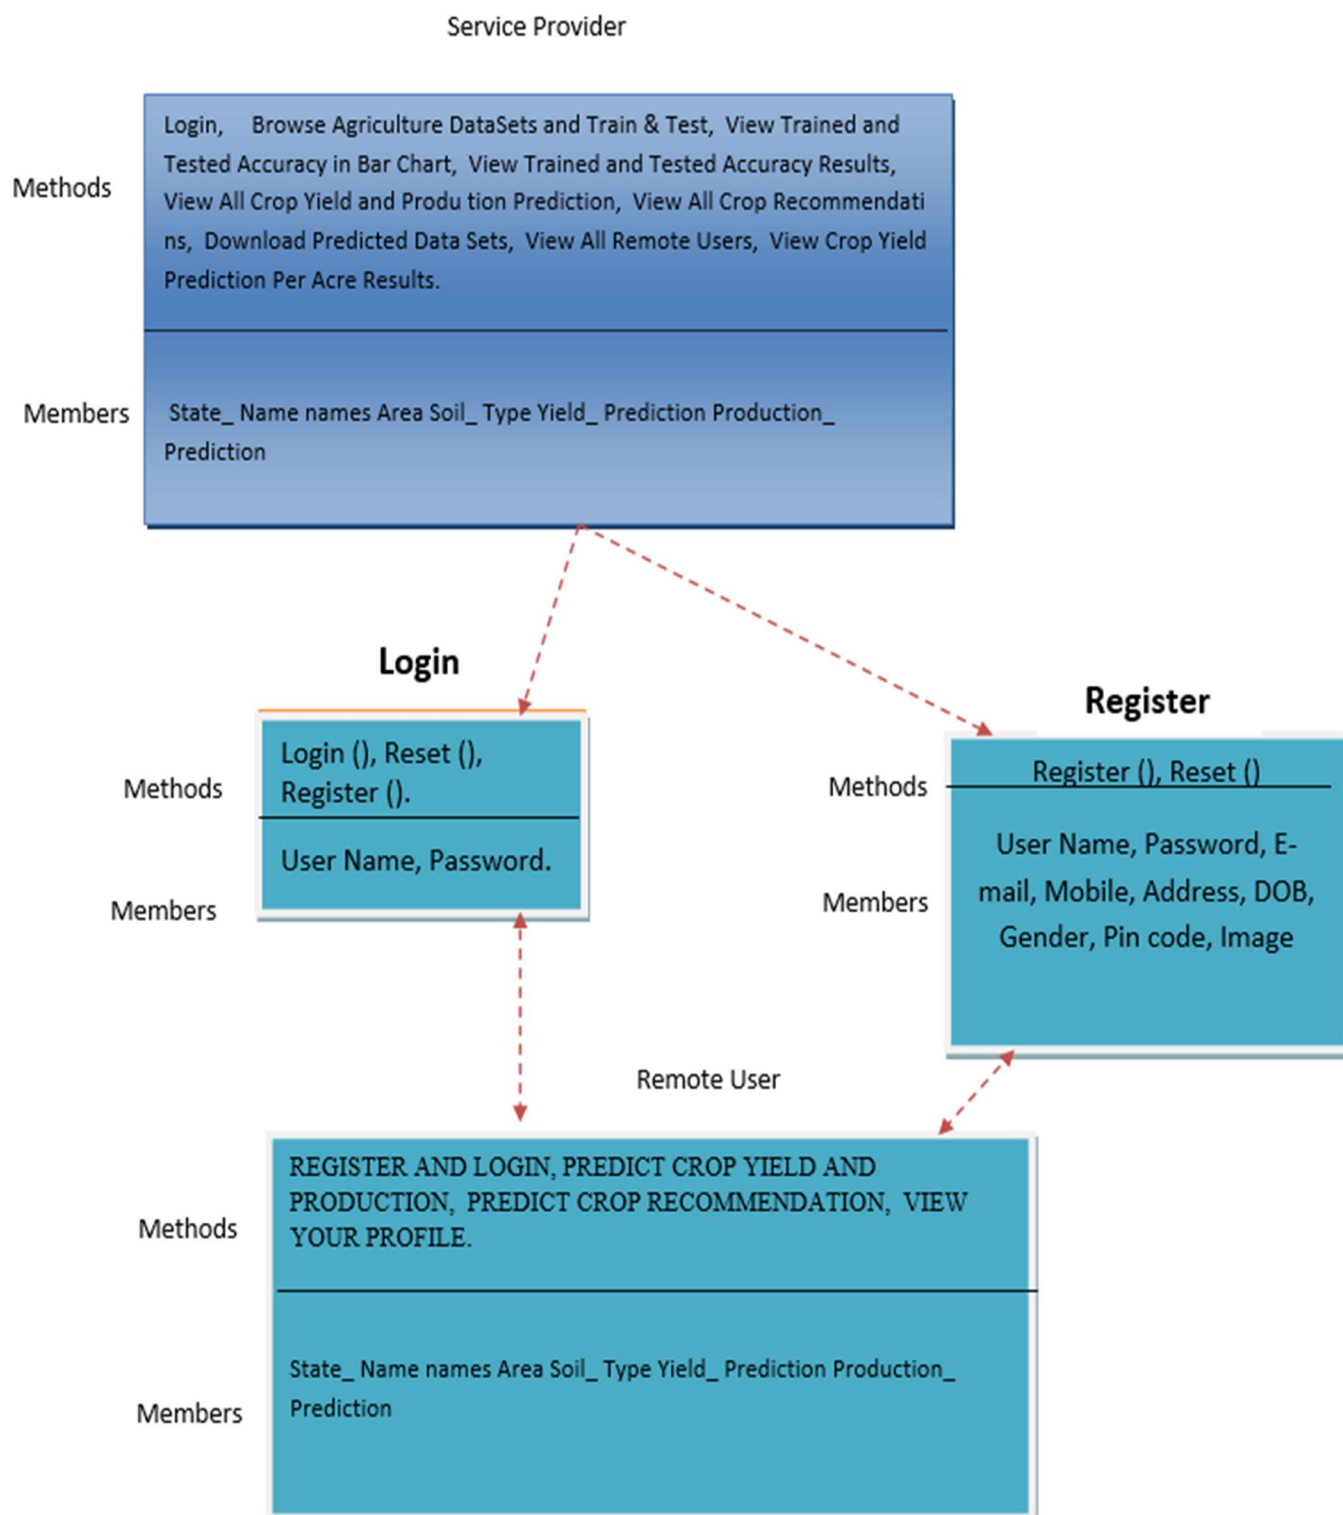 Service Provider
Login, Browse Agriculture DataSets and Train & Test, View Trained and
Tested Accuracy in Bar Chart, View Trained and Tested Accuracy Results,
Methods
View All Crop Yield and Produ tion Prediction, View All Crop Recommendati
ns, Download Predicted Data Sets, View All Remote Users, View Crop Yield
Prediction Per Acre Results.
Members
State_ Name names Area Soil_ Type Yield_ Prediction Production_
Prediction
Login
Register
Login (), Reset (),
Register ().
Methods
User Name, Password.
Members
Methods
Register (), Reset ()
User Name, Password, E-
mail, Mobile, Address, DOB,
Gender, Pin code, Image
Members
Remote User
REGISTER AND LOGIN, PREDICT CROP YIELD AND
PRODUCTION, PREDICT CROP RECOMMENDATION, VIEW
YOUR PROFILE.
Methods
State_ Name names Area Soil_ Type Yield_ Prediction Production_
Prediction
Members